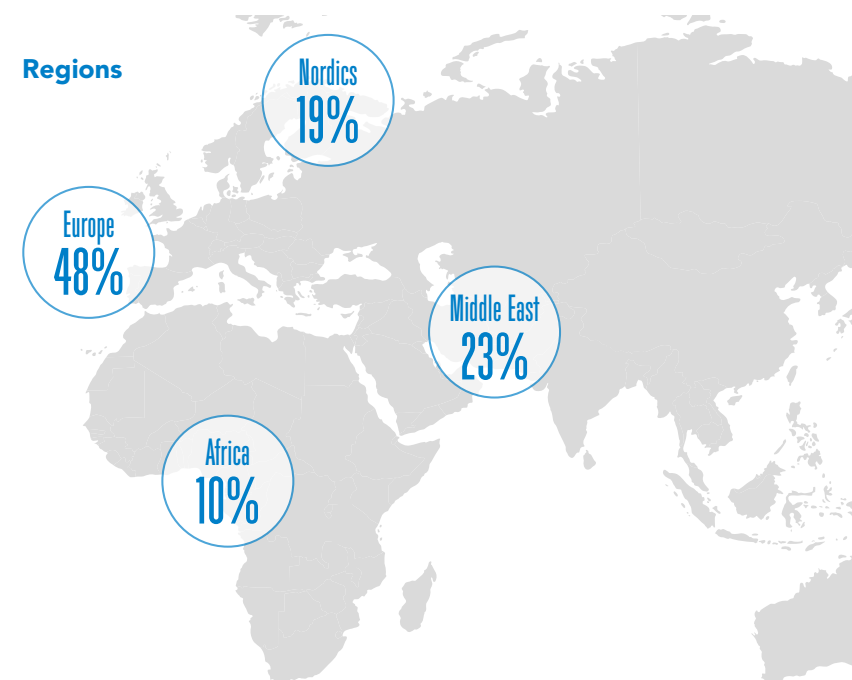 Regions
Nordics
19%
Europe
48%
Middle East
23%
Africa
10%